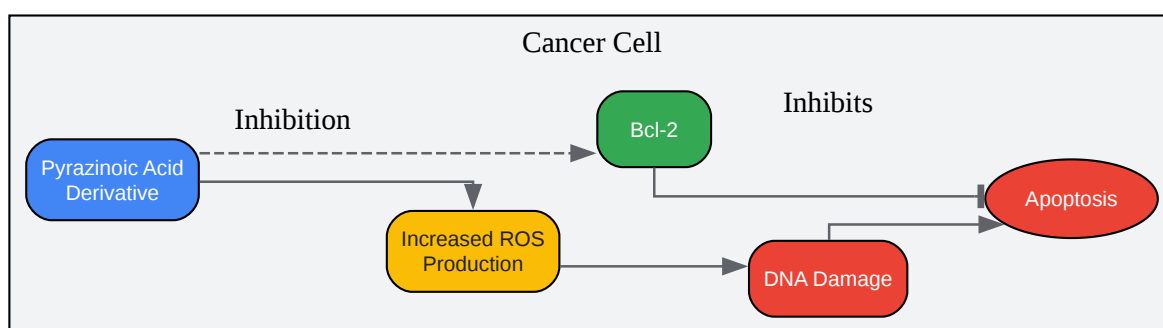 Cancer Cell
Inhibition
Inhibits
Bcl-2
Pyrazinoic Acid
Derivative
Apoptosis
Increased ROS
Production
DNA Damage